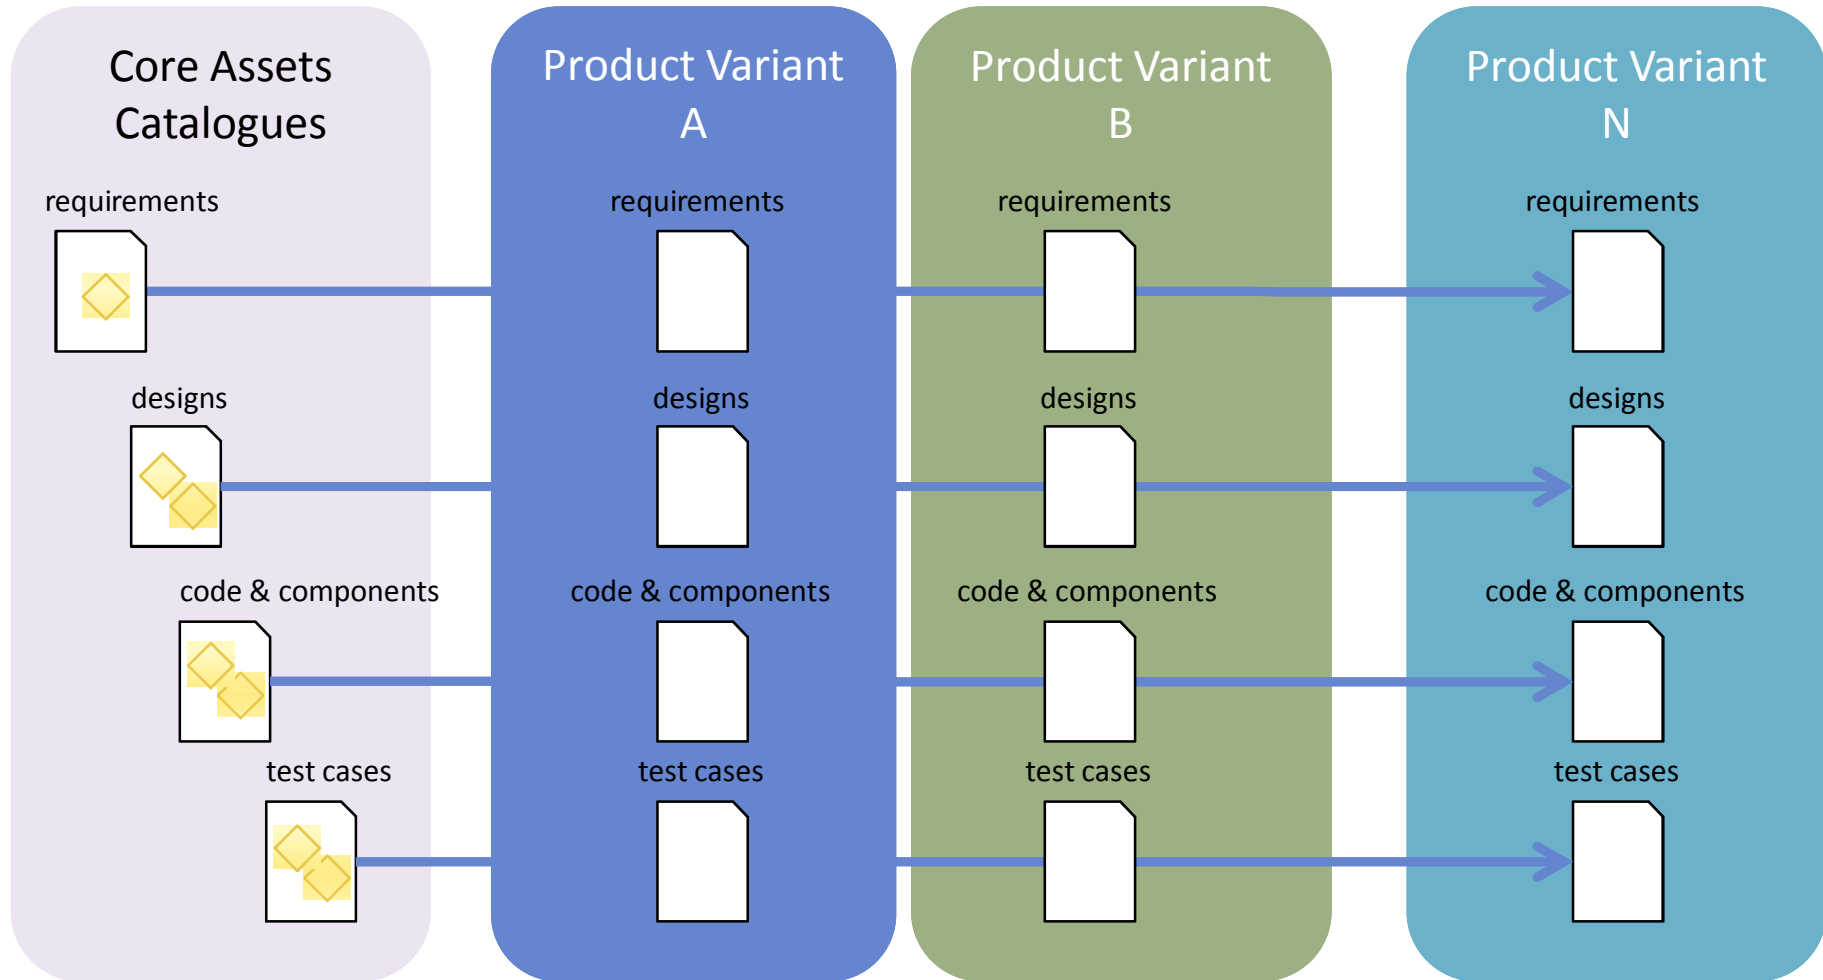 Core Assets
Catalogues
requirements
designs
code & components
test cases
Product Variant
A
requirements
designs
code & components
test cases
Product Variant
B
requirements
designs
code & components
test cases
Product Variant
N
requirements
designs
code & components
test cases